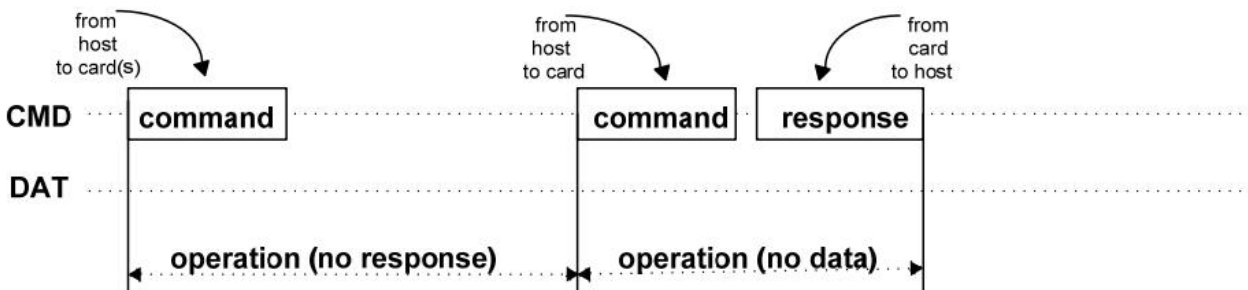 from
host
to card(s)
from
host
to card
from
card
to host
CMD
command
command
response
DAT
operation (no response)
operation (no data)